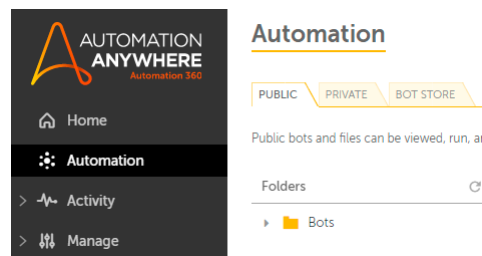 AUTOMATION
ANYWHERE
Automation 360
Home
Automation
Activity
Manage
Automation
PUBLIC PRIVATE BOT STORE
Public bots and files can be viewed, run,
Folders
Bots